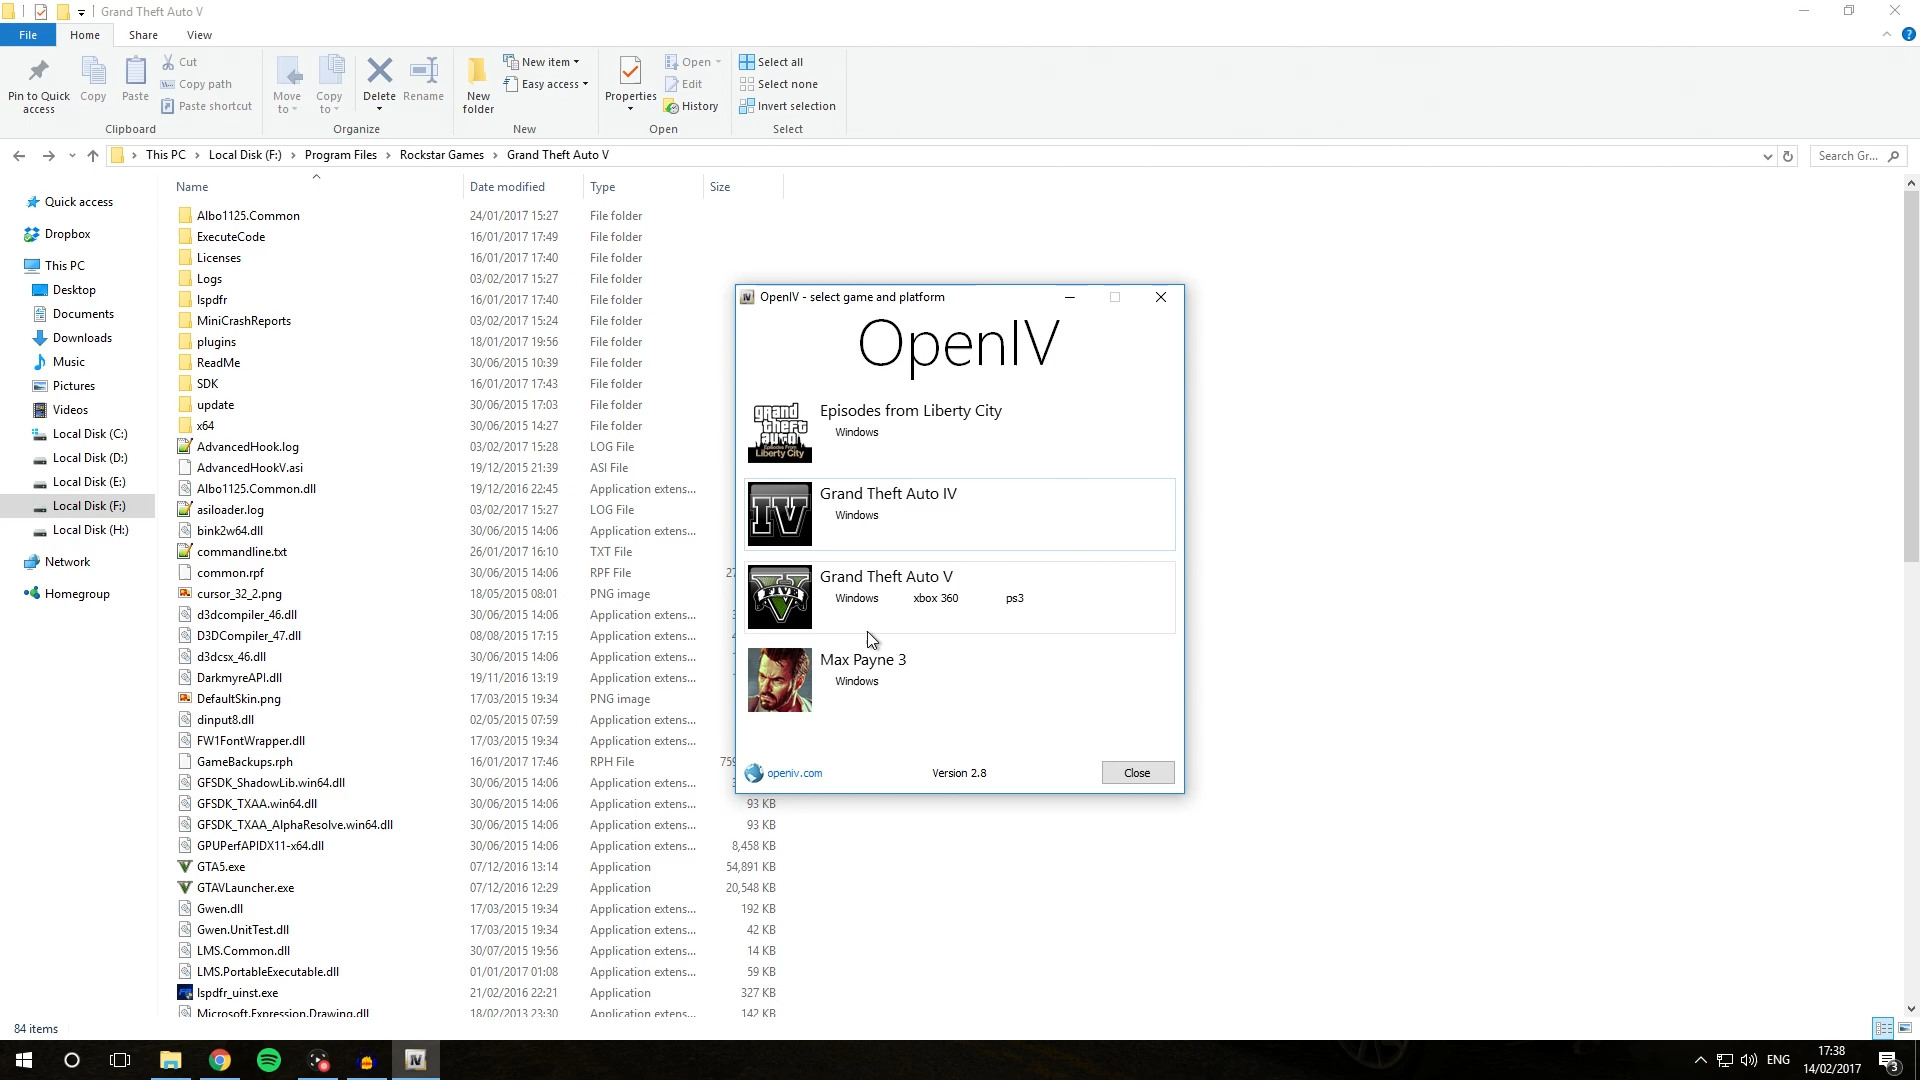 Grand Theft Auto V
File Home Share View
Pin to Quick access
Copy
Paste
Cut
Copy path
Paste shortcut
Clipboard
Move to
Copy to
Delete
Rename
Organize
New folder
New item
Easy access
New
Properties
Open
Edit
History
Open
Select all
Select none
Invert selection
Select
This PC Local Disk (F:) Program Files Rockstar Games Grand Theft Auto V
Search Gr...
Quick access
Dropbox
This PC
Desktop
Documents
Downloads
Music
Pictures
Videos
Local Disk (C:)
Local Disk (D:)
Local Disk (E:)
Local Disk (F:)
Local Disk (H:)
Network
Homegroup
Name Date modified Type Size
Albo1125.Common 24/01/2017 15:27 File folder
ExecuteCode 16/01/2017 17:49 File folder
Licenses 16/01/2017 17:40 File folder
Logs 03/02/2017 15:27 File folder
lspdfr 16/01/2017 17:40 File folder
MiniCrashReports 03/02/2017 15:24 File folder
plugins 18/01/2017 19:56 File folder
ReadMe 30/06/2015 10:39 File folder
SDK 16/01/2017 17:43 File folder
update 30/06/2015 17:03 File folder
x64 30/06/2015 14:27 File folder
AdvancedHook.log 03/02/2017 15:28 LOG File
AdvancedHookV.asi 19/12/2015 21:39 ASI File
Albo1125.Common.dll 19/12/2016 22:45 Application extens...
asiloader.log 03/02/2017 15:27 LOG File
bink2w64.dll 30/06/2015 14:06 Application extens...
commandline.txt 26/01/2017 16:10 TXT File
common.rpf 30/06/2015 14:06 RPF File
cursor_32_2.png 18/05/2015 08:01 PNG image
d3dcompiler_46.dll 30/06/2015 14:06 Application extens...
D3DCompiler_47.dll 08/08/2015 17:15 Application extens...
d3dcsx_46.dll 30/06/2015 14:06 Application extens...
DarkmyreAPI.dll 19/11/2016 13:19 Application extens...
DefaultSkin.png 17/03/2015 19:34 PNG image
dinput8.dll 02/05/2015 07:59 Application extens...
FW1FontWrapper.dll 17/03/2015 19:34 Application extens...
GameBackups.rph 16/01/2017 17:46 RPH File
GFSDK_ShadowLib.win64.dll 30/06/2015 14:06 Application extens...
GFSDK_TXAA.win64.dll 30/06/2015 14:06 Application extens... 93 KB
GFSDK_TXAA_AlphaResolve.win64.dll 30/06/2015 14:06 Application extens... 93 KB
GPUPerfAPIDX11-x64.dll 30/06/2015 14:06 Application extens... 8,458 KB
GTA5.exe 07/12/2016 13:14 Application 54,891 KB
GTAVLauncher.exe 07/12/2016 12:29 Application 20,548 KB
Gwen.dll 17/03/2015 19:34 Application extens... 192 KB
Gwen.UnitTest.dll 17/03/2015 19:34 Application extens... 42 KB
LMS.Common.dll 30/07/2015 19:56 Application extens... 14 KB
LMS.PortableExecutable.dll 01/01/2017 01:08 Application extens... 59 KB
lspdfr_uinst.exe 21/02/2016 22:21 Application 327 KB
Microsoft.Expression.Drawing.dll 18/02/2013 23:30 Application extens... 142 KB
OpenIV - select game and platform
OpenIV
grand theft auto Episodes from Liberty City
Episodes from Liberty City
Windows
IV
Grand Theft Auto IV
Windows
FIVE
Grand Theft Auto V
Windows xbox 360 ps3
Max Payne 3
Windows
openiv.com Version 2.8 Close
84 items
ENG
17:38
14/02/2017
3